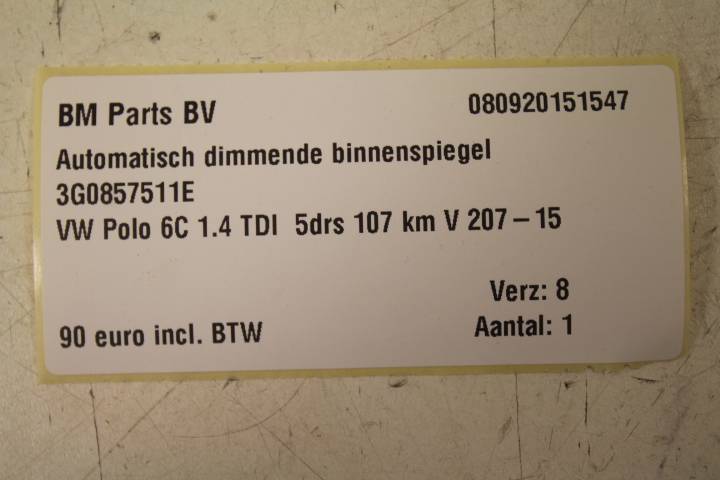 BM Parts BV 080920151547
Automatisch dimmende binnenspiegel
3G0857511E
VW Polo 6C 1.4 TDI 5drs 107 km V 207 – 15
Verz: 8
90 euro incl. BTW Aantal: 1